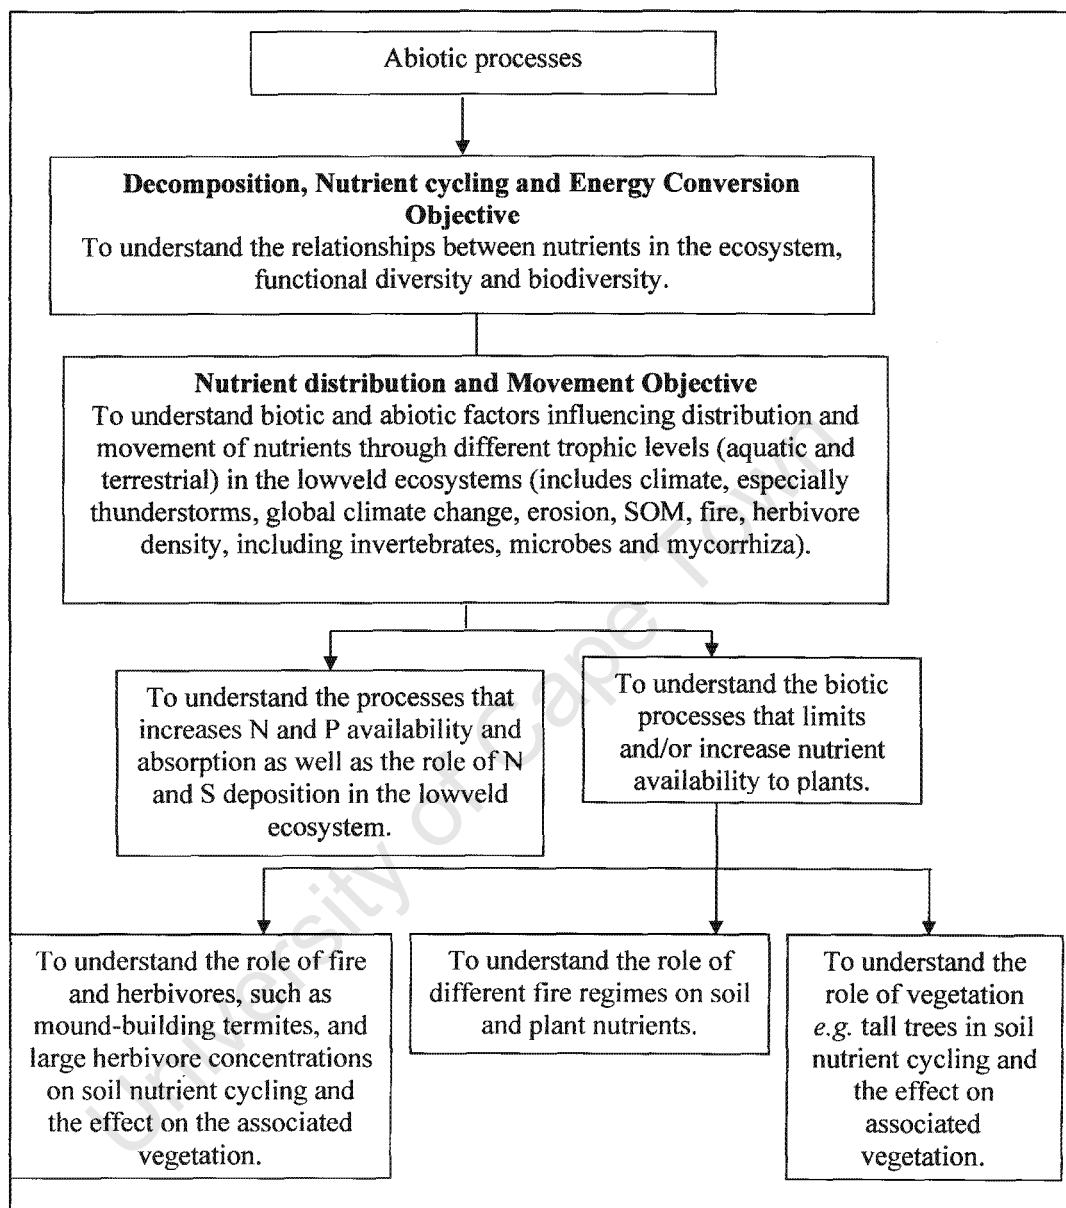 Abiotic processes
Decomposition, Nutrient cycling and Energy Conversion
Objective
To understand the relationships between nutrients in the ecosystem,
functional diversity and biodiversity.
Nutrient distribution and Movement Objective
To understand biotic and abiotic factors influencing distribution and
movement of nutrients through different trophic levels (aquatic and
terrestrial) in the lowveld ecosystems (includes climate, especially
thunderstorms, global climate change, erosion, SOM, fire, herbivore
density, including invertebrates, microbes and mycorrhiza).
To understand the processes that
increases N and P availability and
absorption as well as the role of N
and S deposition in the lowveld
ecosystem.
To understand the biotic
processes that limits
and/or increase nutrient
availability to plants.
To understand the role of fire
and herbivores, such as
mound-building termites, and
large herbivore concentrations
on soil nutrient cycling and
the effect on the associated
vegetation.
To understand the role of
different fire regimes on soil
and plant nutrients.
To understand the
role of vegetation
e.g. tall trees in soil
nutrient cycling and
the effect on
associated
vegetation.
University of Cape Town